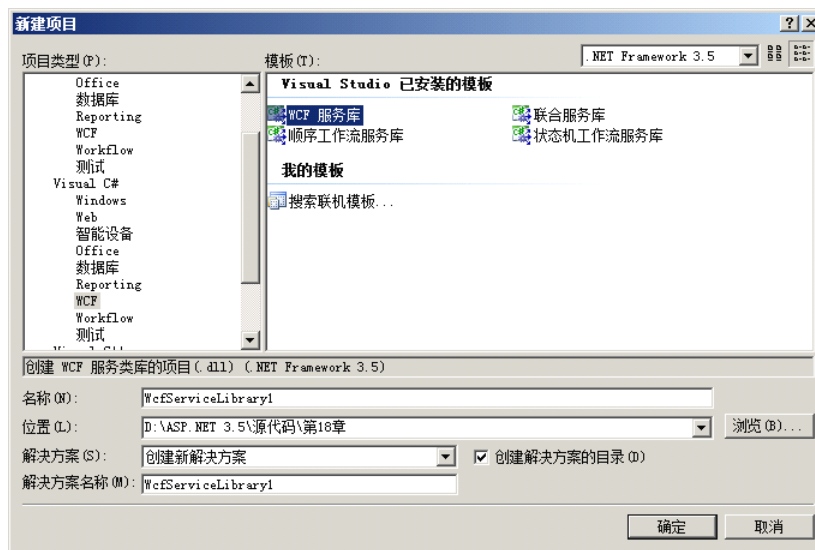 新建项目
项目类型(P):
模板(T):
.NET Framework 3.5
Office
数据库
Reporting
WCF
Workflow
测试
Visual C#
Windows
Web
智能设备
Office
数据库
Reporting
WCF
Workflow
测试
Visual Studio 已安装的模板
WCF 服务库
联合服务库
顺序工作流服务库
状态机工作流服务库
我的模板
搜索联机模板...
创建 WCF 服务类库的项目(.dll) (.NET Framework 3.5)
名称(N):
WcfServiceLibrary1
位置(L):
D:\ASP.NET 3.5\源代码\第18章
浏览(B)...
解决方案(S):
创建新解决方案
创建解决方案的目录(D)
解决方案名称(M):
WcfServiceLibrary1
确定
取消